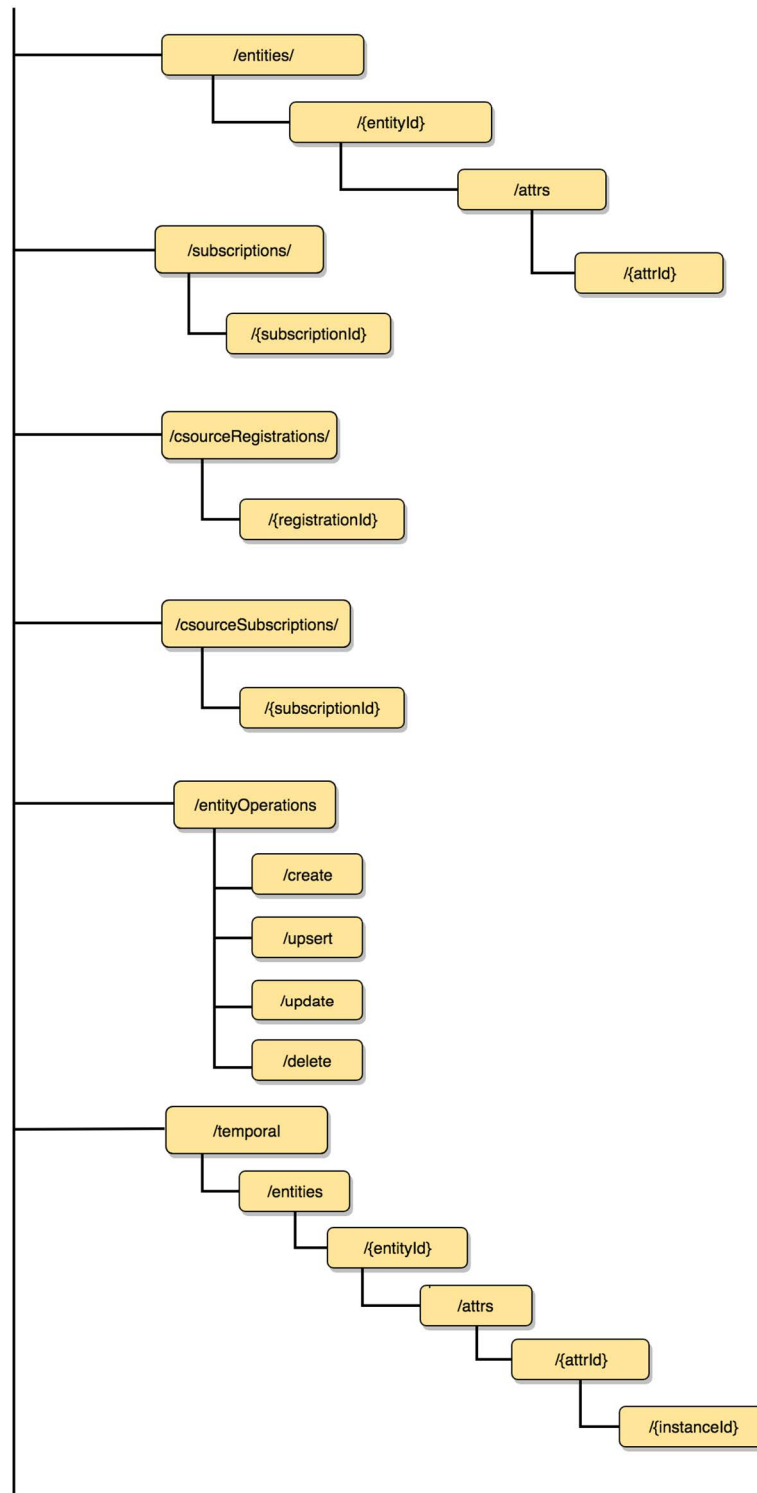 /entities/
/{entityId}
/attrs
/{attrId}
/subscriptions/
/{subscriptionId}
/csourceRegistrations/
/{registrationId}
/csourceSubscriptions/
/{subscriptionId}
/entityOperations
/create
/upsert
/update
/delete
/temporal
/entities
/{entityId}
/attrs
/{attrId}
/{instanceId}